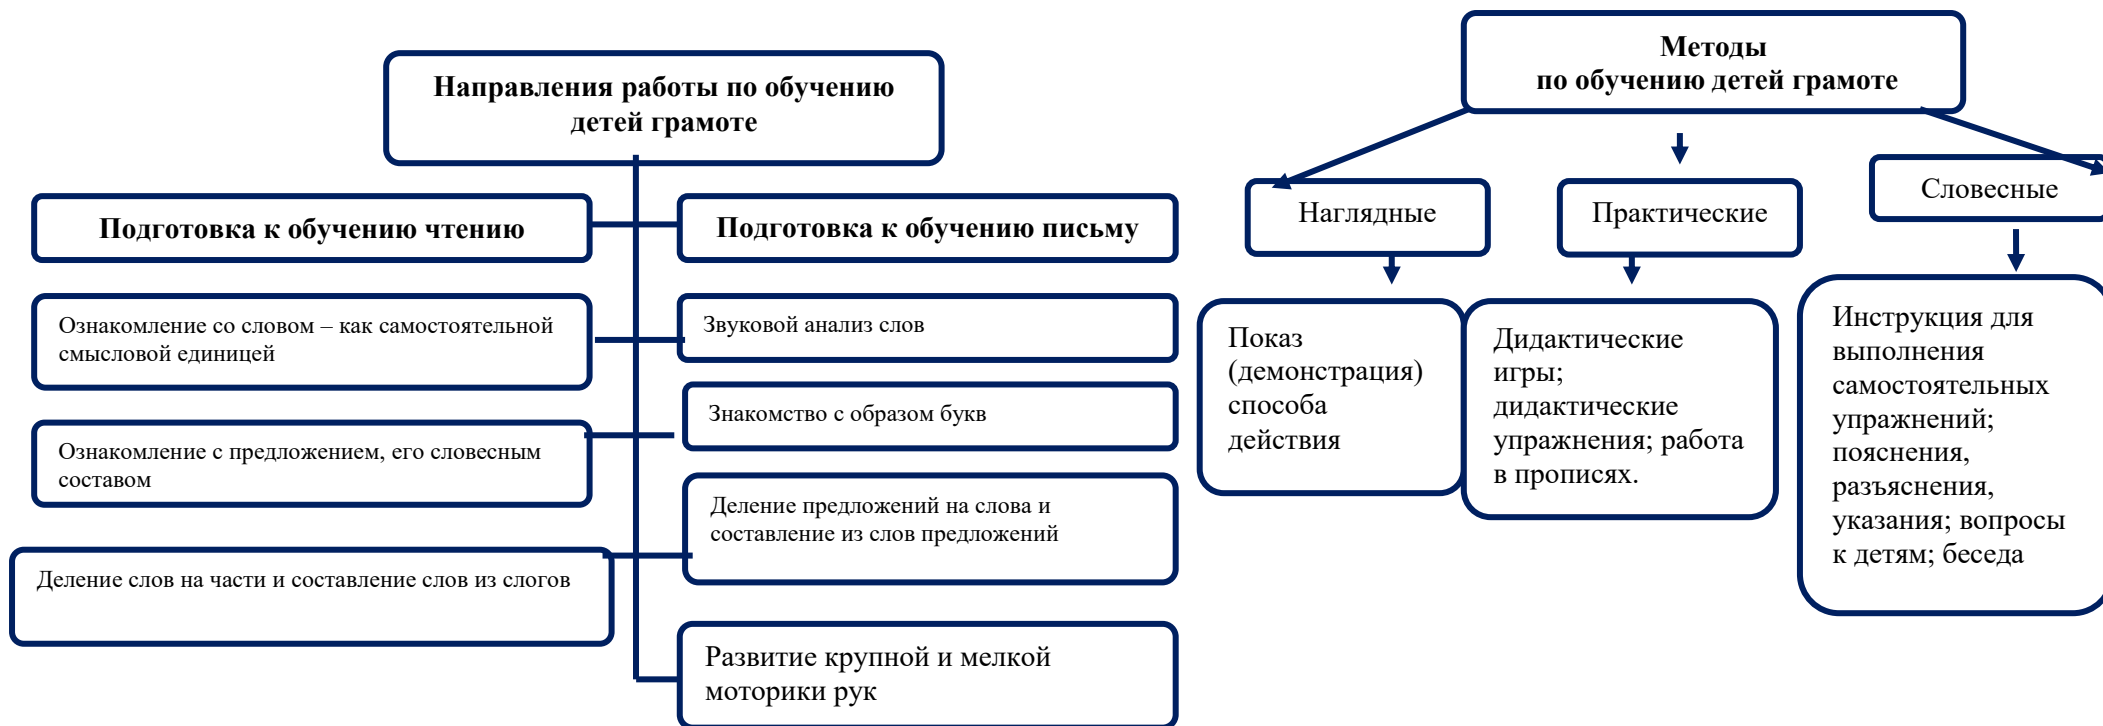 Направления работы по обучению
детей грамоте
Подготовка к обучению чтению
Подготовка к обучению письму
Ознакомление со словом – как самостоятельной
смысловой единицей
Звуковой анализ слов
Ознакомление с предложением, его словесным
составом
Знакомство с образом букв
Деление слов на части и составление слов из слогов
Деление предложений на слова и
составление из слов предложений
Развитие крупной и мелкой
моторики рук
Методы
по обучению детей грамоте
Наглядные
Практические
Словесные
Показ
(демонстрация)
способа
действия
Дидактические
игры;
дидактические
упражнения; работа
в прописях.
Инструкция для
выполнения
самостоятельных
упражнений;
пояснения,
разъяснения,
указания; вопросы
к детям; беседа